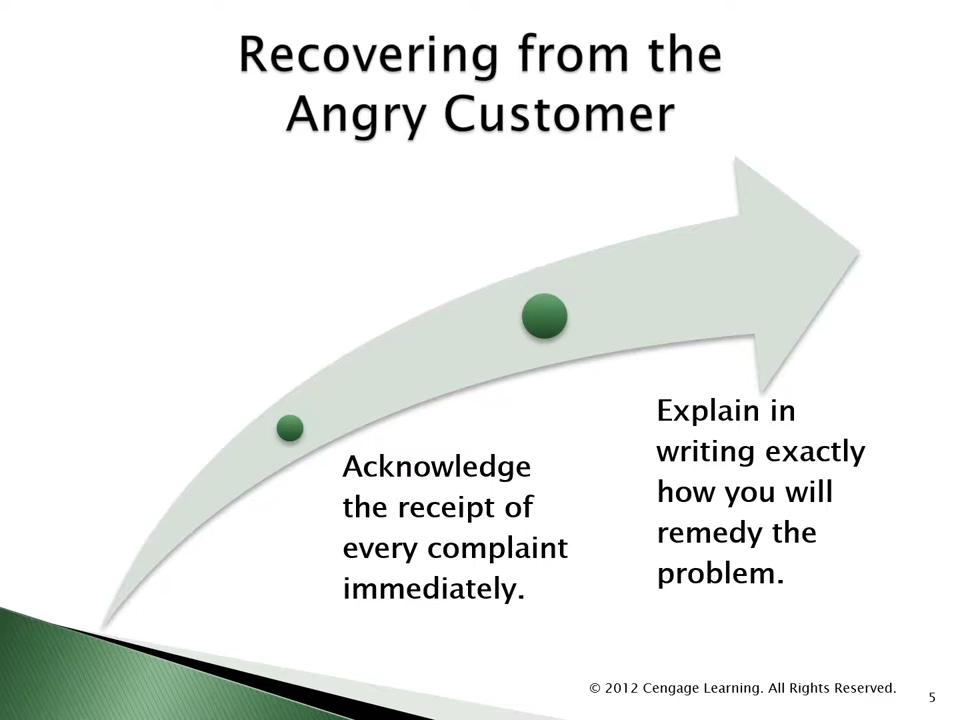 Recovering from the
Angry Customer
Acknowledge
the receipt of
every complaint
immediately.
Explain in
writing exactly
how you will
remedy the
problem.
© 2012 Cengage Learning. All Rights Reserved.
5